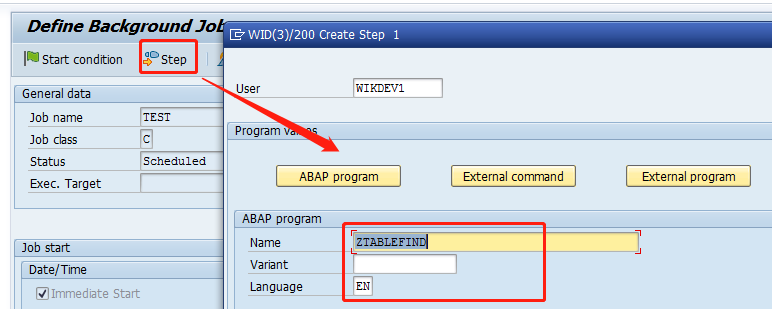 Define Background Jo
WID(3)/200 Create Step 1
Start condition
Step
User WIKDEV1
General data
Job name TEST
Job class C
Status Scheduled
Exec. Target
Program values
ABAP program External command External program
ABAP program
Name ZTABLEFIND
Variant
Language EN
Job start
Date/Time
Immediate Start